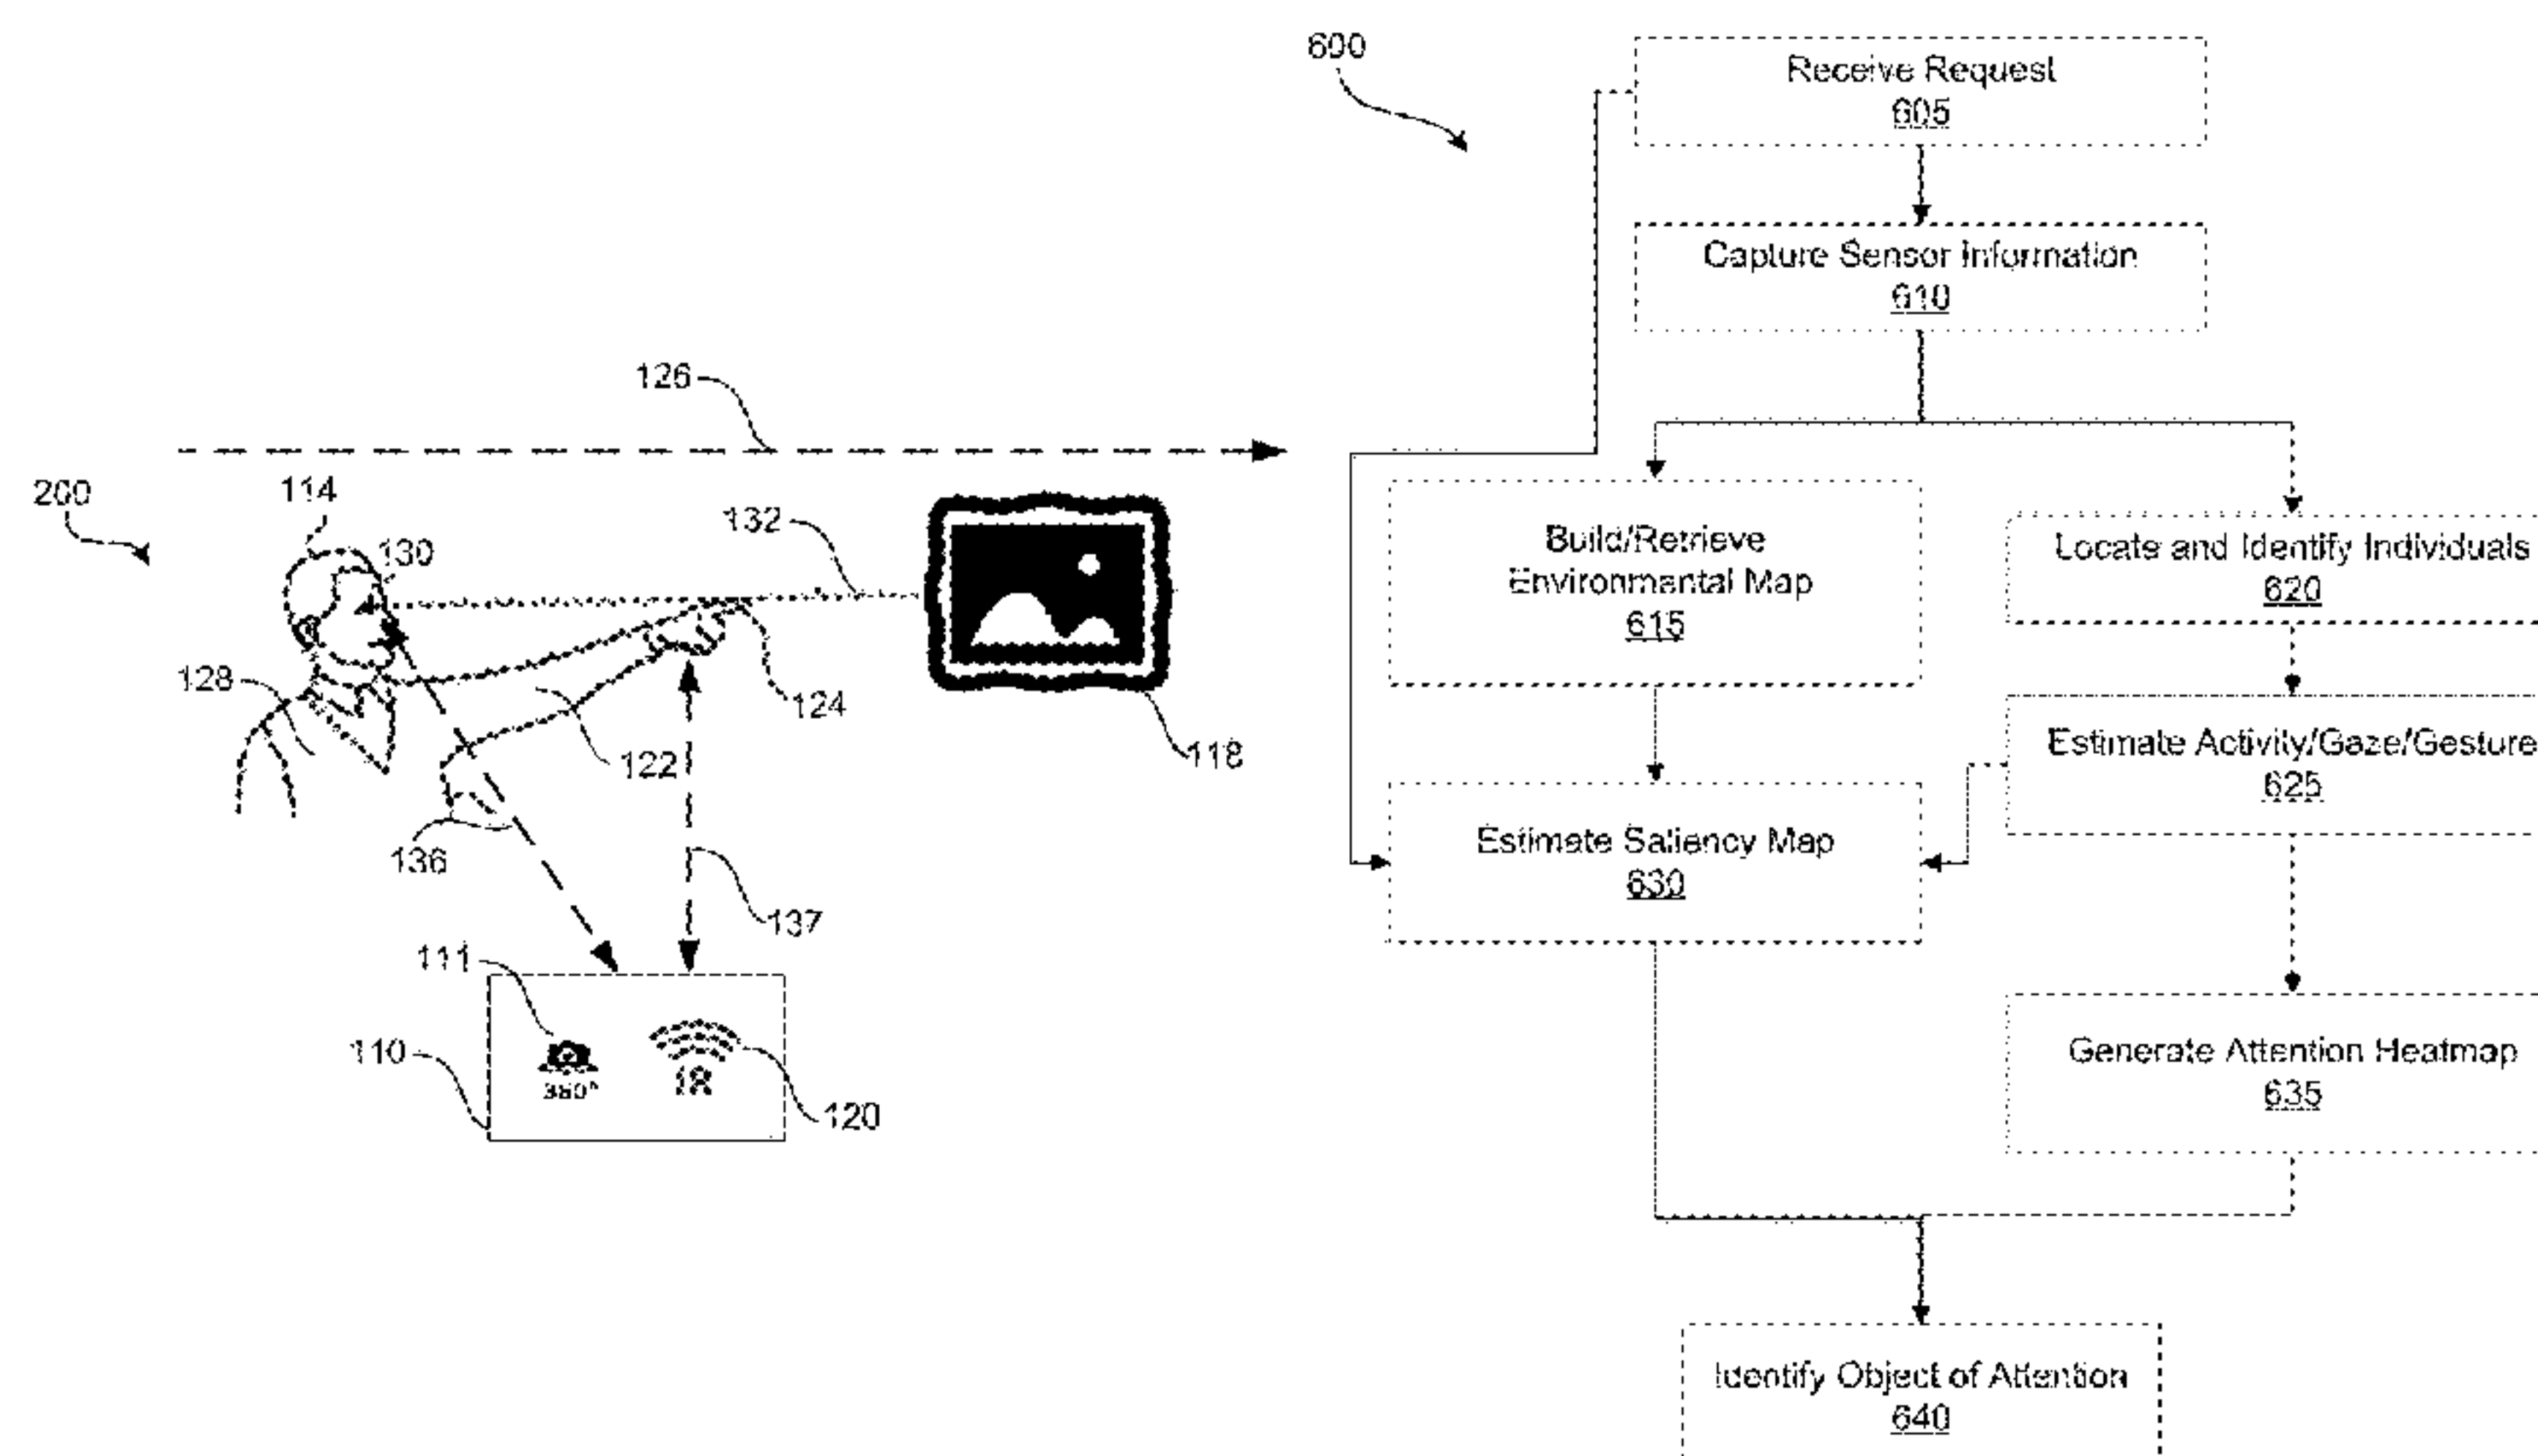 126
200
114
130
132
128
124
122
118
136
137
111
110
360°
IR
120
600
Receive Request
605
Capture Sensor Information
610
Build/Retrieve
Environmental Map
615
Locate and Identify Individuals
620
Estimate Activity/Gaze/Gesture
625
Estimate Saliency Map
630
Generate Attention Heatmap
635
Identify Object of Attention
640